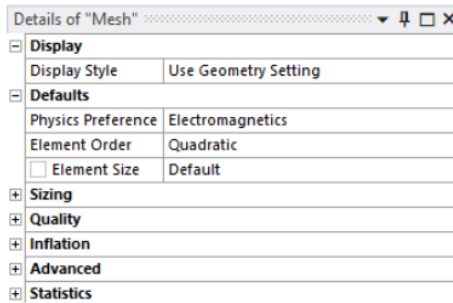 Details of "Mesh"
Display
Display Style Use Geometry Setting
Defaults
Physics Preference Electromagnetics
Element Order Quadratic
Element Size Default
Sizing
Quality
Inflation
Advanced
Statistics